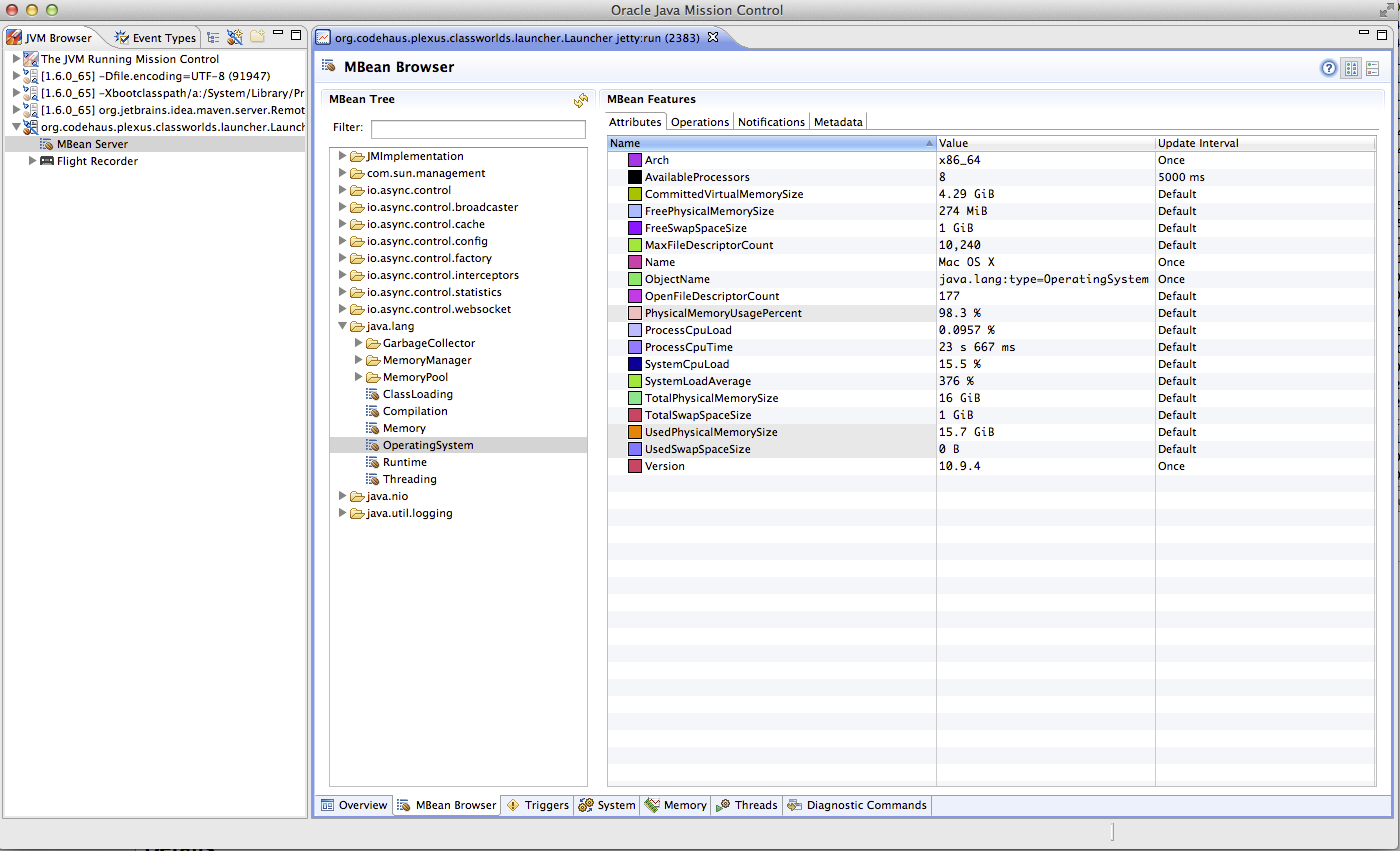 Oracle Java Mission Control
JVM Browser
Event Types
The JVM Running Mission Control
[1.6.0_65] -Dfile.encoding=UTF-8 (91947)
[1.6.0_65] -Xbootclasspath/a:/System/Library/Pr
[1.6.0_65] org.jetbrains.idea.maven.server.Remot
org.codehaus.plexus.classworlds.launcher.Launch
MBean Server
Flight Recorder
org.codehaus.plexus.classworlds.launcher.Launcher jetty:run (2383)
MBean Browser
MBean Tree
Filter:
JMImplementation
com.sun.management
io.async.control
io.async.control.broadcaster
io.async.control.cache
io.async.control.config
io.async.control.factory
io.async.control.interceptors
io.async.control.statistics
io.async.control.websocket
java.lang
GarbageCollector
MemoryManager
MemoryPool
ClassLoading
Compilation
Memory
OperatingSystem
Runtime
Threading
java.nio
java.util.logging
MBean Features
Attributes Operations Notifications Metadata
Name Value Update Interval
Arch x86_64 Once
AvailableProcessors 8 5000 ms
CommittedVirtualMemorySize 4.29 GiB Default
FreePhysicalMemorySize 274 MiB Default
FreeSwapSpaceSize 1 GiB Default
MaxFileDescriptorCount 10,240 Default
Name Mac OS X Once
ObjectName java.lang:type=OperatingSystem Once
OpenFileDescriptorCount 177 Default
PhysicalMemoryUsagePercent 98.3 % Default
ProcessCpuLoad 0.0957 % Default
ProcessCpuTime 23 s 667 ms Default
SystemCpuLoad 15.5 % Default
SystemLoadAverage 376 % Default
TotalPhysicalMemorySize 16 GiB Default
TotalSwapSpaceSize 1 GiB Default
UsedPhysicalMemorySize 15.7 GiB Default
UsedSwapSpaceSize 0 B Default
Version 10.9.4 Once
Overview MBean Browser Triggers System Memory Threads Diagnostic Commands